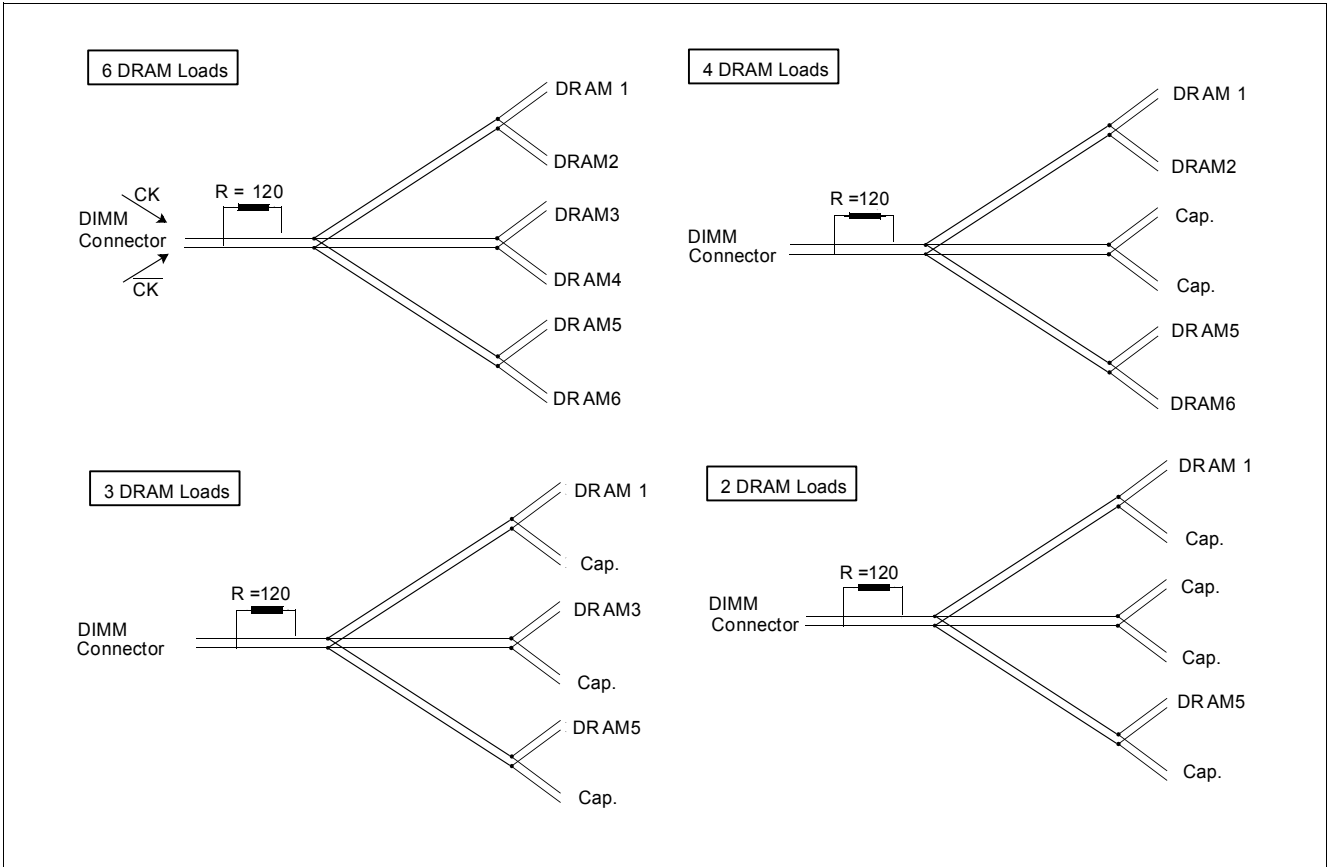 6 DRAM Loads
DRAM 1
DRAM2
R = 120
CK
DIMM
Connector
CK
DRAM3
DRAM4
DRAM5
DRAM6
4 DRAM Loads
DRAM 1
DRAM2
R =120
DIMM
Connector
Cap.
Cap.
DRAM5
DRAM6
3 DRAM Loads
DRAM 1
Cap.
R =120
DIMM
Connector
DRAM3
Cap.
DRAM5
Cap.
2 DRAM Loads
DRAM 1
Cap.
R =120
DIMM
Connector
Cap.
Cap.
DRAM5
Cap.